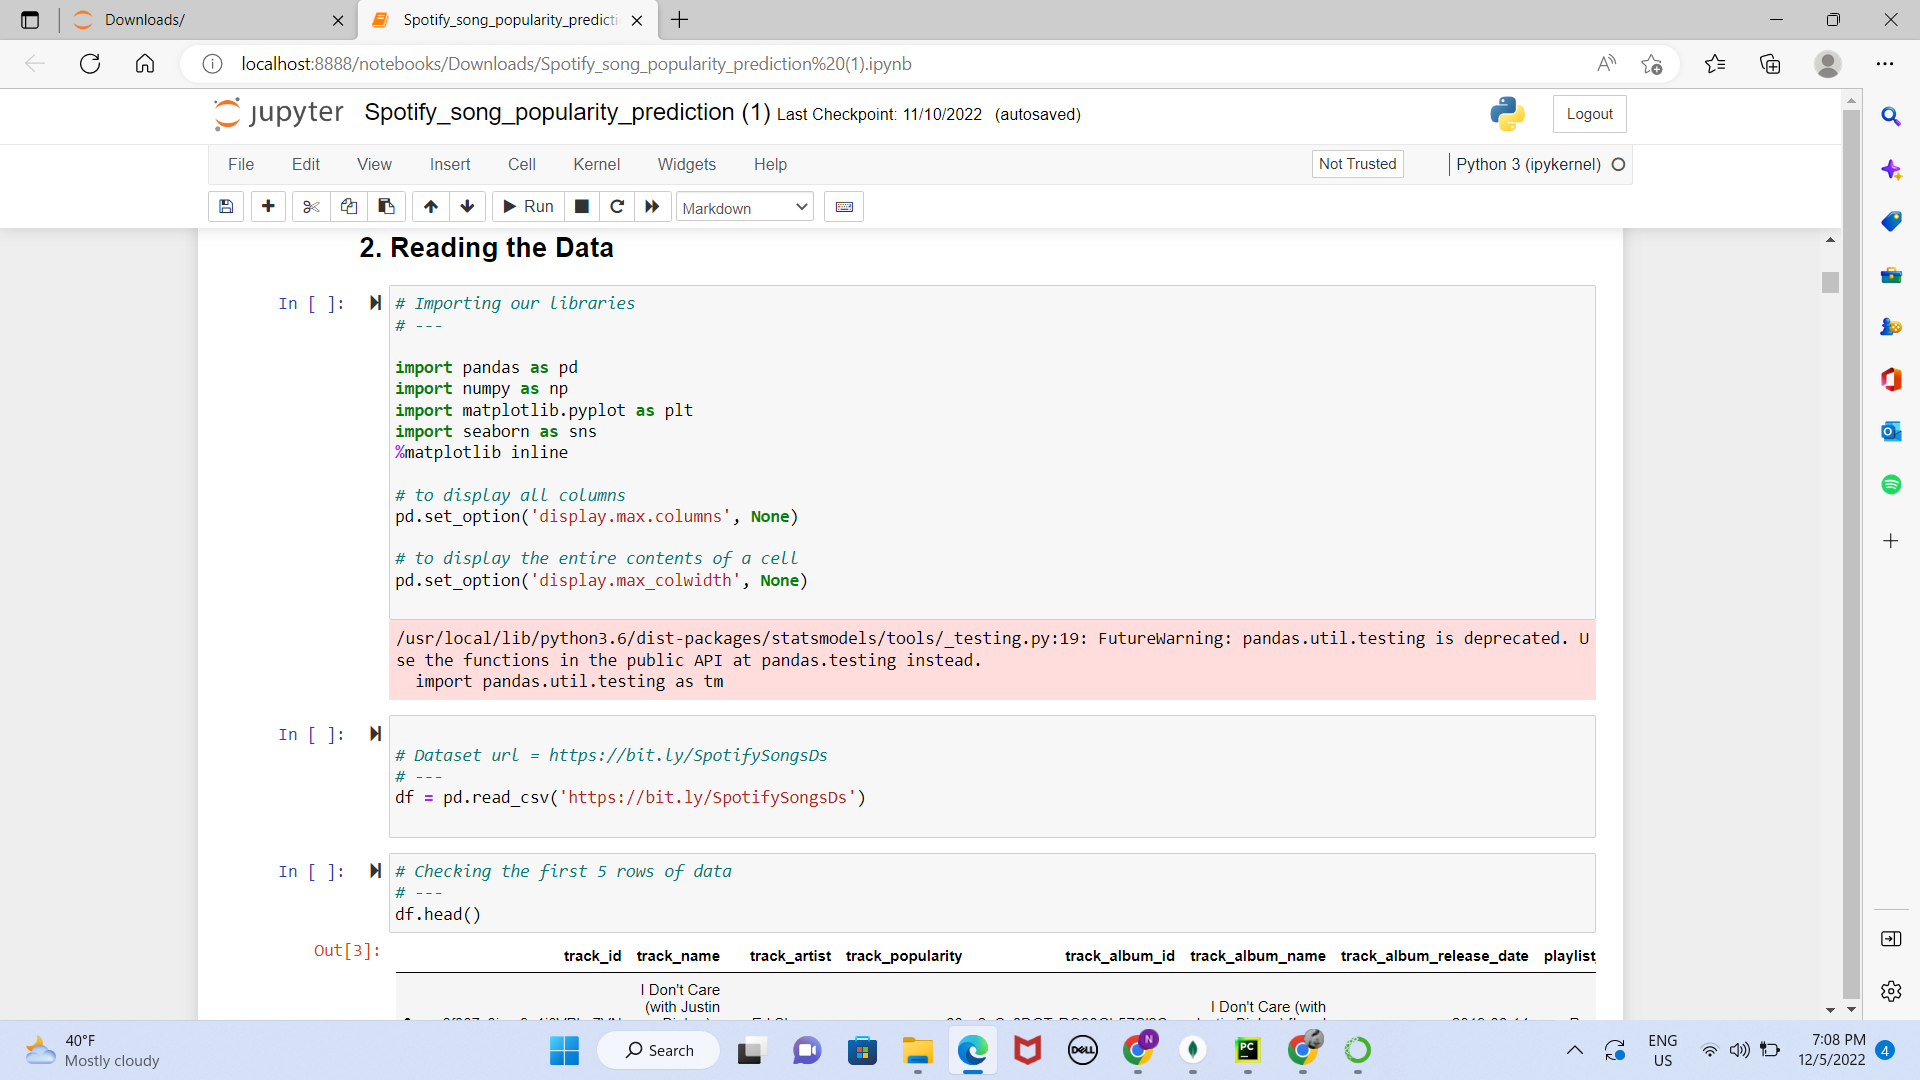 Downloads/
Spotify_song_popularity_predicti
localhost:8888/notebooks/Downloads/Spotify_song_popularity_prediction%20(1).ipynb
jupyter Spotify_song_popularity_prediction (1) Last Checkpoint: 11/10/2022 (autosaved) Logout
File Edit View Insert Cell Kernel Widgets Help Not Trusted Python 3 (ipykernel)
Run Markdown
2. Reading the Data
In [ ]: # Importing our libraries
# ---
import pandas as pd
import numpy as np
import matplotlib.pyplot as plt
import seaborn as sns
%matplotlib inline
# to display all columns
pd.set_option('display.max.columns', None)
# to display the entire contents of a cell
pd.set_option('display.max_colwidth', None)
/usr/local/lib/python3.6/dist-packages/statsmodels/tools/_testing.py:19: FutureWarning: pandas.util.testing is deprecated. U
se the functions in the public API at pandas.testing instead.
import pandas.util.testing as tm
In [ ]:
# Dataset url = https://bit.ly/SpotifySongsDs
# ---
df = pd.read_csv('https://bit.ly/SpotifySongsDs')
In [ ]: # Checking the first 5 rows of data
# ---
df.head()
Out[3]:
track_id track_name track_artist track_popularity track_album_id track_album_name track_album_release_date playlist
I Don't Care
(with Justin
I Don't Care (with
40°F
Mostly cloudy
Search
DELL
N
PC
ENG
US
7:08 PM
12/5/2022
4